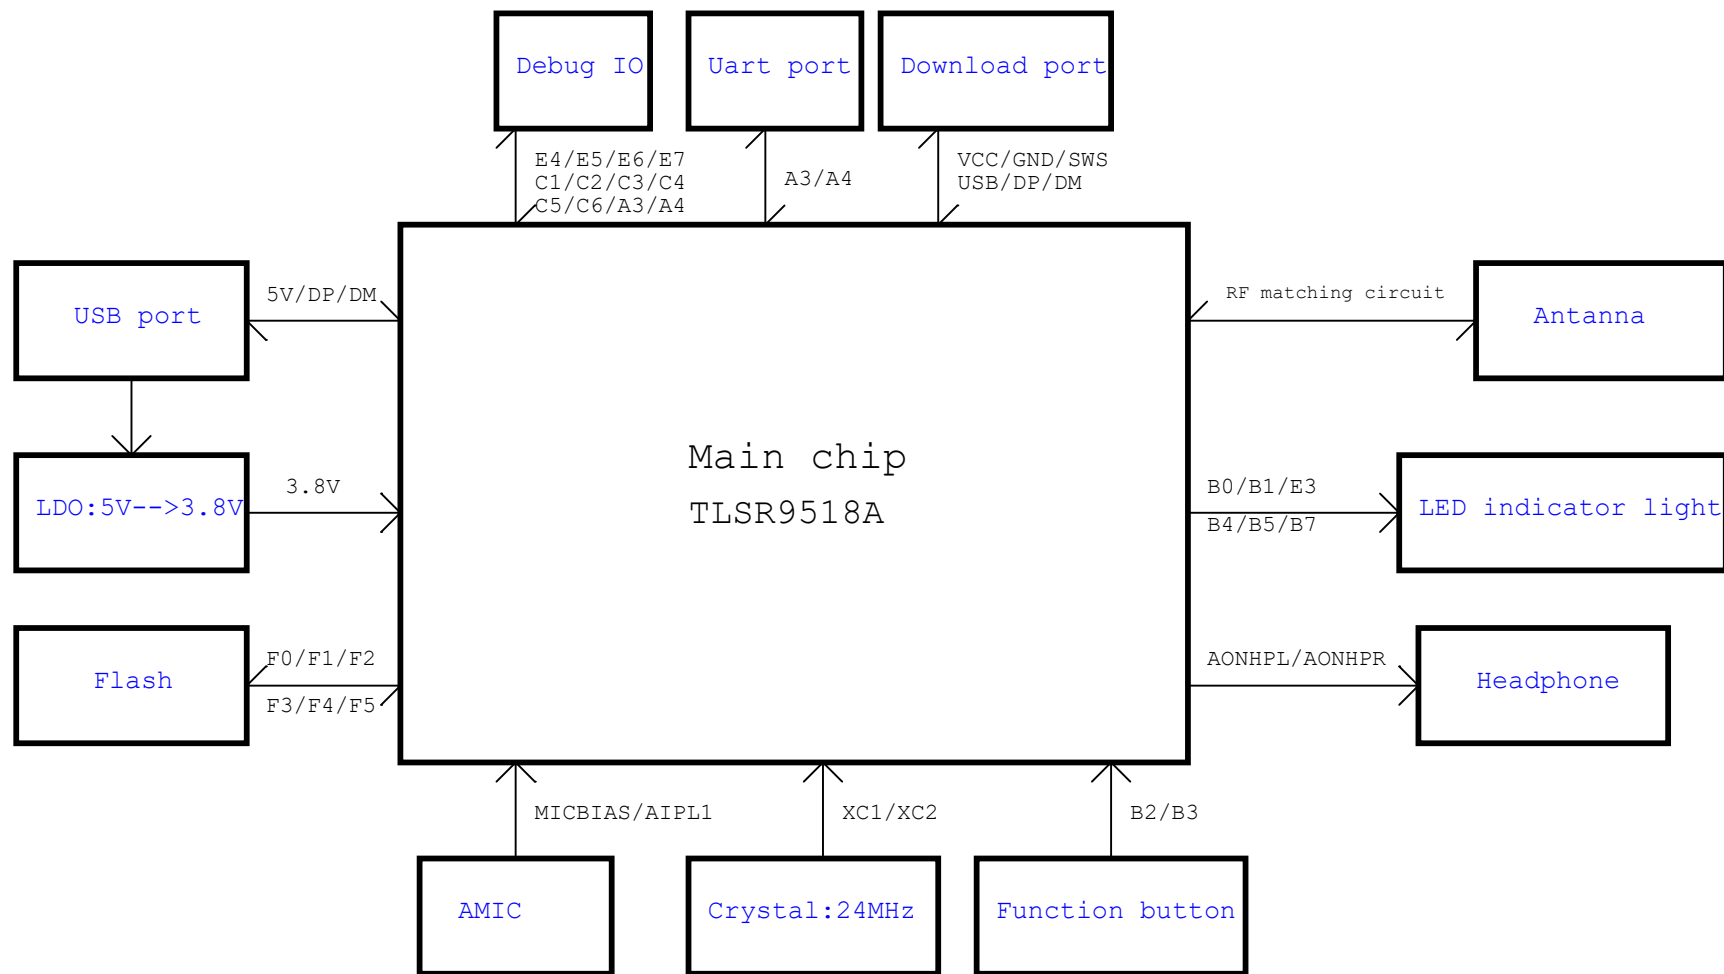 Debug IO
Uart port
Download port
E4/E5/E6/E7
C1/C2/C3/C4
C5/C6/A3/A4
A3/A4
VCC/GND/SWS
USB/DP/DM
USB port
5V/DP/DM
RF matching circuit
Antanna
LDO:5V-->3.8V
3.8V
Main chip
TLSR9518A
B0/B1/E3
B4/B5/B7
LED indicator light
Flash
F0/F1/F2
F3/F4/F5
AONHPL/AONHPR
Headphone
MICBIAS/AIPL1
XC1/XC2
B2/B3
AMIC
Crystal:24MHz
Function button